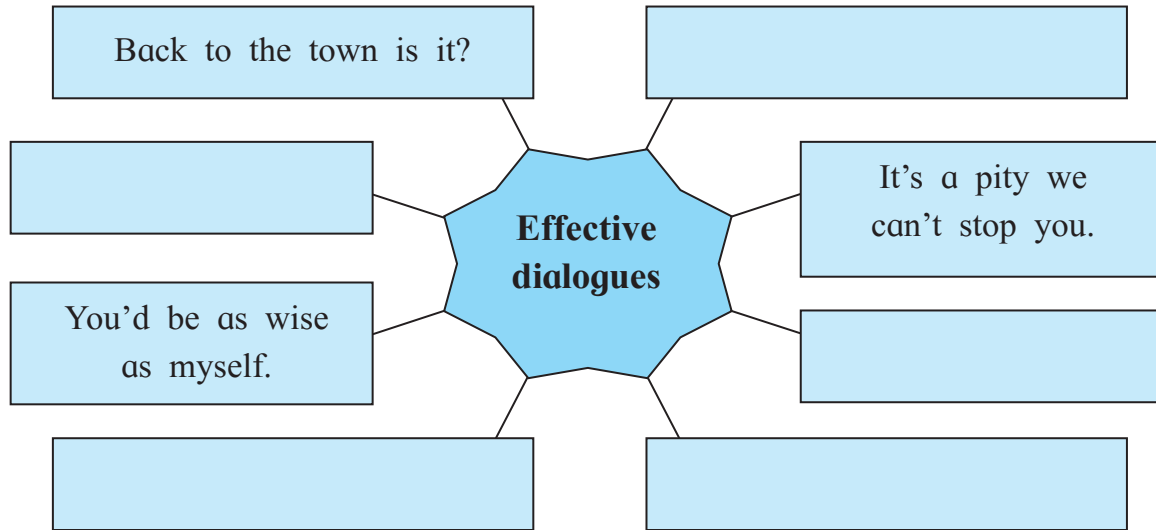 Back to the town is it?
It's a pity we
can't stop you.
Effective
dialogues
You’d be as wise
as myself.